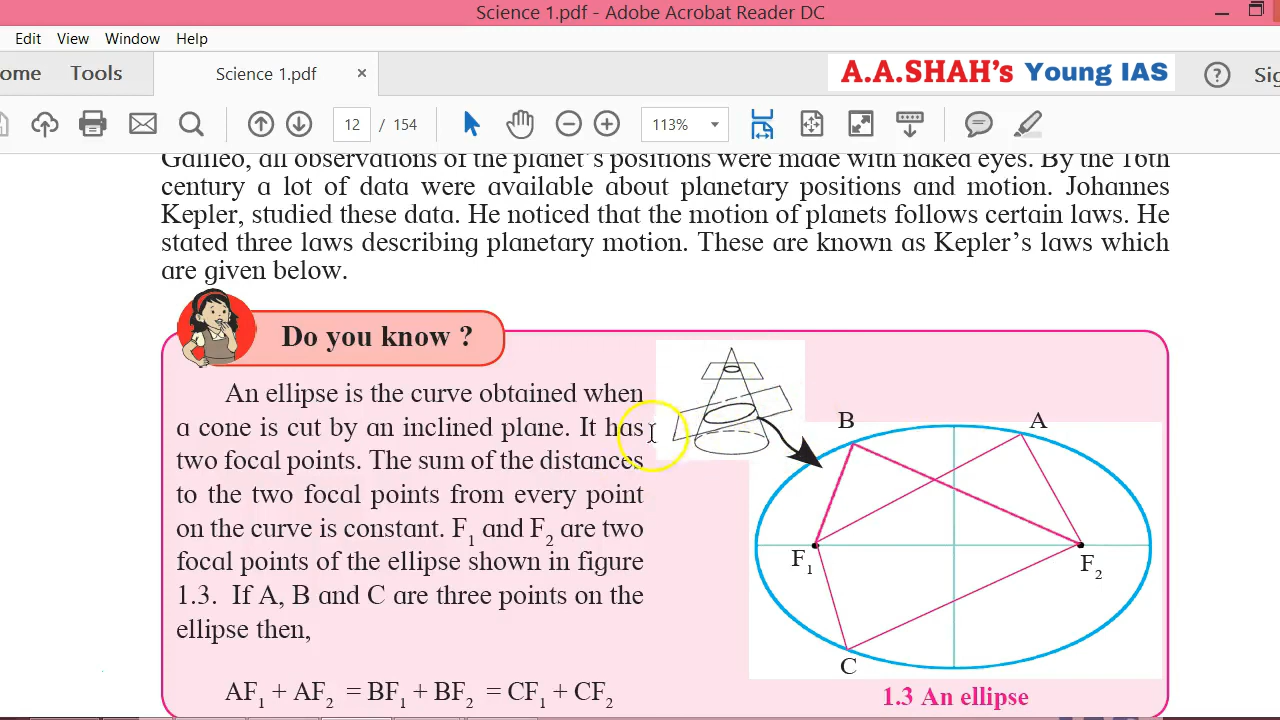 Science 1.pdf - Adobe Acrobat Reader DC
Edit View Window Help
ome Tools Science 1.pdf × A.A.SHAH's Young IAS ? Sig
12 / 154 113%
Galileo, all observations of the planet's positions were made with naked eyes. By the 16th
century a lot of data were available about planetary positions and motion. Johannes
Kepler, studied these data. He noticed that the motion of planets follows certain laws. He
stated three laws describing planetary motion. These are known as Kepler's laws which
are given below.
Do you know ?
An ellipse is the curve obtained when
a cone is cut by an inclined plane. It has
two focal points. The sum of the distances
to the two focal points from every point
on the curve is constant. F₁ and F₂ are two
focal points of the ellipse shown in figure
1.3. If A, B and C are three points on the
ellipse then,
AF₁ + AF₂ = BF₁ + BF₂ = CF₁ + CF₂
B A
F₁ F₂
C
1.3 An ellipse